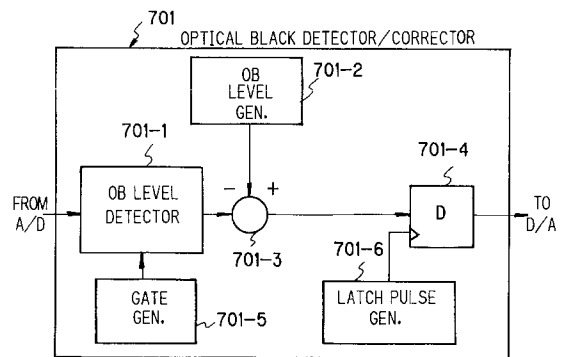 701
OPTICAL BLACK DETECTOR/CORRECTOR
OB
LEVEL
GEN.
701-2
701-1
701-4
FROM
A/D
OB LEVEL
DETECTOR
- +
701-3
D
TO
D/A
701-6
GATE
GEN.
701-5
LATCH PULSE
GEN.